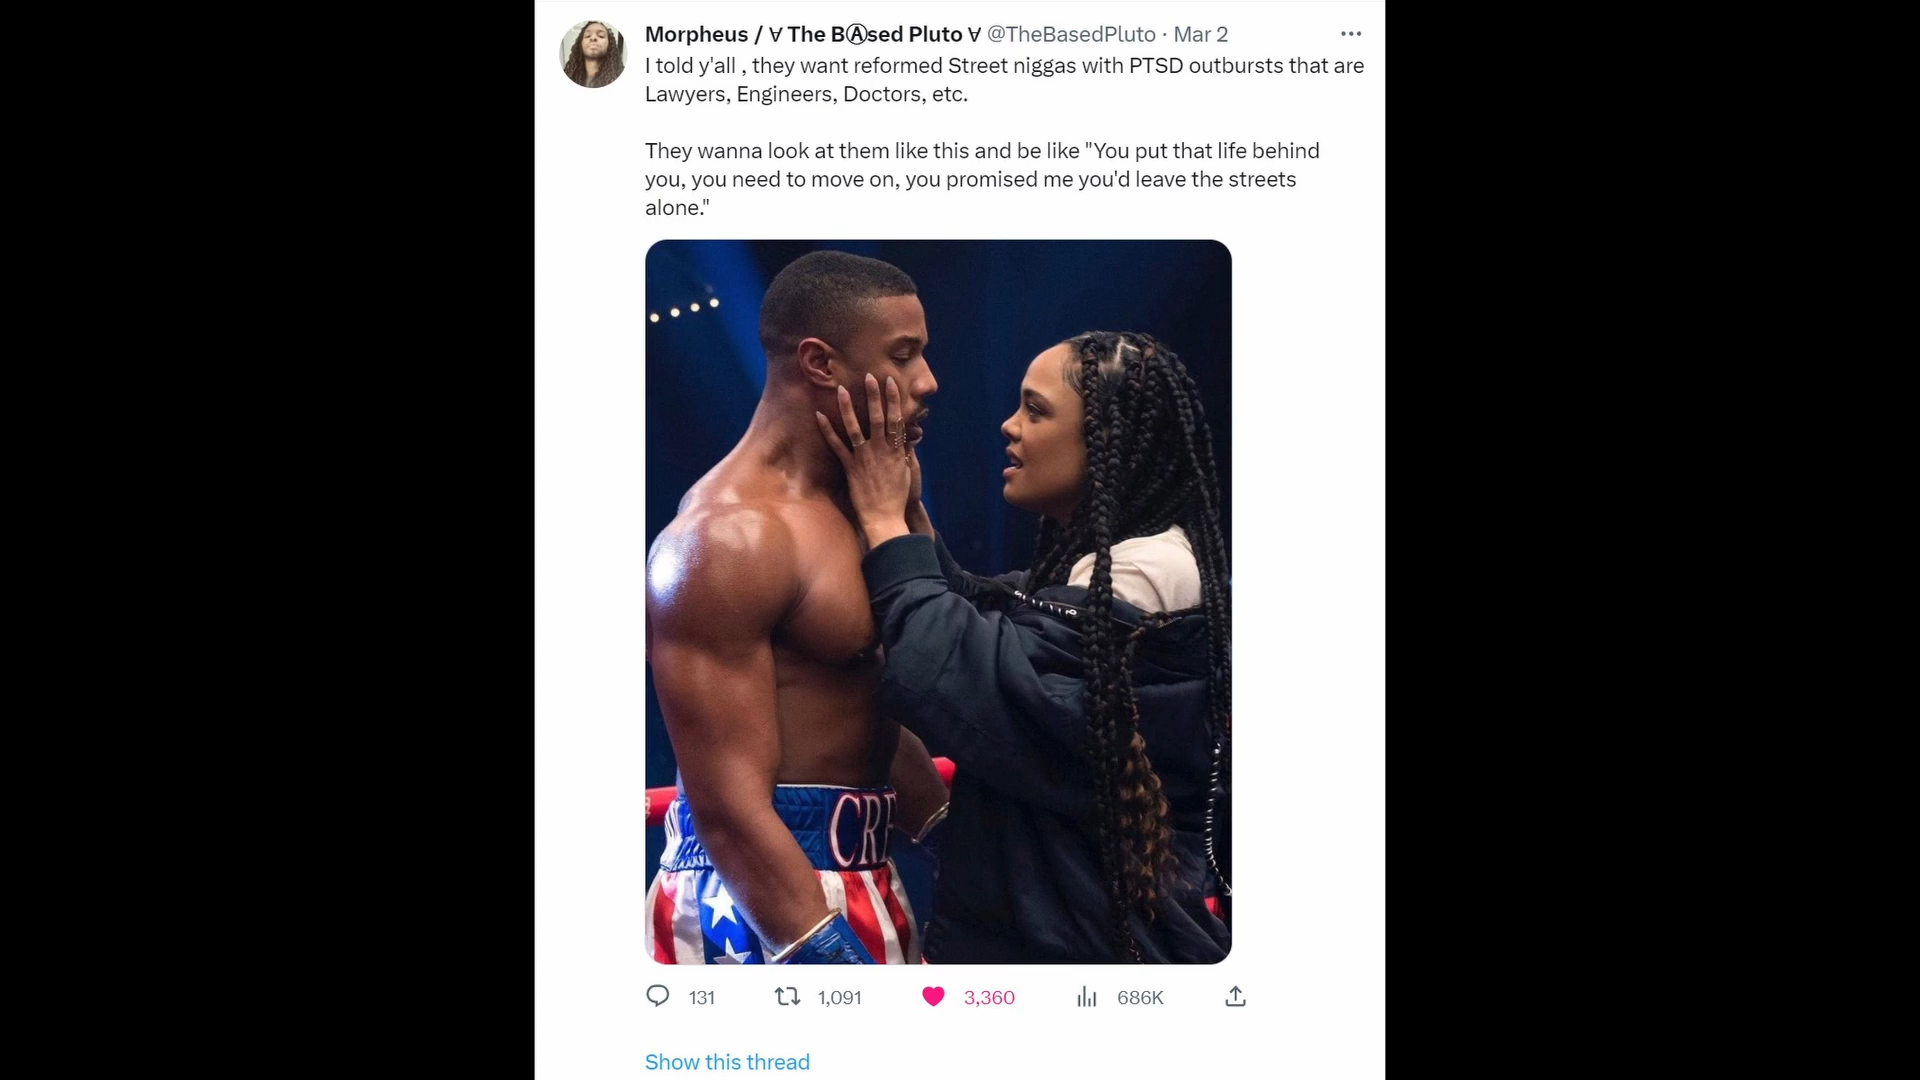 Morpheus / ∀ The BⒶsed Pluto ∀ @TheBasedPluto · Mar 2
I told y'all , they want reformed Street niggas with PTSD outbursts that are
Lawyers, Engineers, Doctors, etc.
They wanna look at them like this and be like "You put that life behind
you, you need to move on, you promised me you'd leave the streets
alone."
CRE
131 1,091 3,360 686K
Show this thread